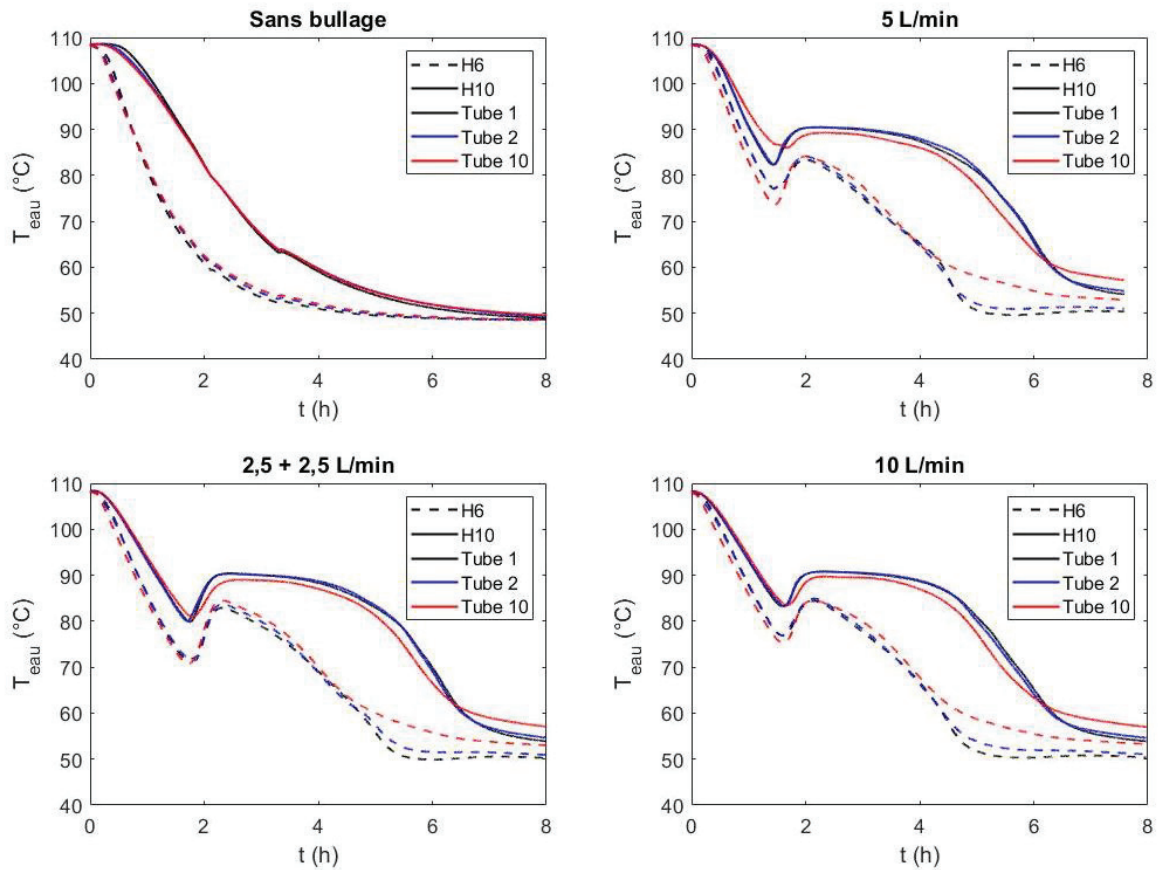 Sans bullage
110
100
90
80
70
60
50
40
T_eau (°C)
0 2 4 6 8
t (h)
H6
H10
Tube 1
Tube 2
Tube 10
5 L/min
110
100
90
80
70
60
50
40
T_eau (°C)
0 2 4 6 8
t (h)
H6
H10
Tube 1
Tube 2
Tube 10
2,5 + 2,5 L/min
110
100
90
80
70
60
50
40
T_eau (°C)
0 2 4 6 8
t (h)
H6
H10
Tube 1
Tube 2
Tube 10
10 L/min
110
100
90
80
70
60
50
40
T_eau (°C)
0 2 4 6 8
t (h)
H6
H10
Tube 1
Tube 2
Tube 10